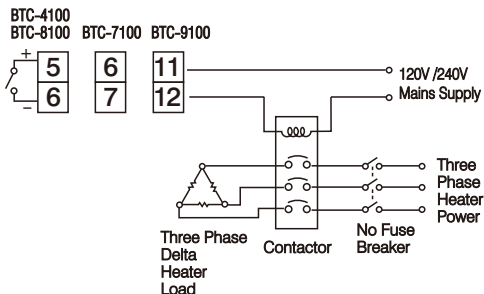 BTC-4100
BTC-8100 BTC-7100 BTC-9100
+ 5 6 11
− 6 7 12
120V /240V
Mains Supply
Three
Phase
Heater
Power
Three Phase
Delta
Heater
Load
Contactor
No Fuse
Breaker